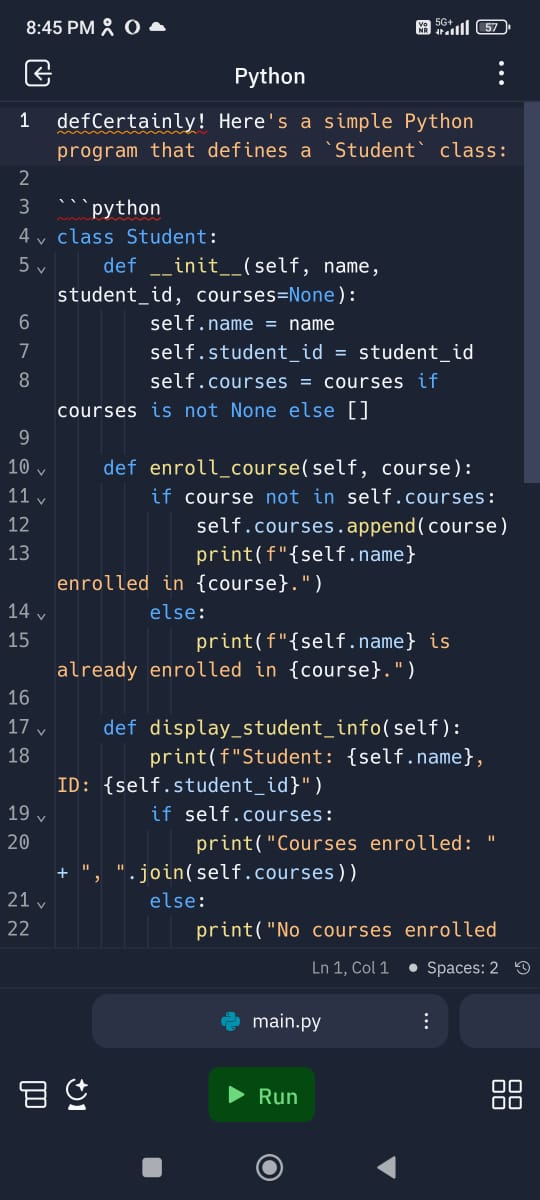 8:45 PM
5G+
57
Python
1 defCertainly! Here's a simple Python
program that defines a `Student` class:
2
3 ```python
4 class Student:
5     def __init__(self, name,
student_id, courses=None):
6         self.name = name
7         self.student_id = student_id
8         self.courses = courses if
courses is not None else []
9
10     def enroll_course(self, course):
11         if course not in self.courses:
12             self.courses.append(course)
13             print(f"{self.name}
enrolled in {course}.")
14         else:
15             print(f"{self.name} is
already enrolled in {course}.")
16
17     def display_student_info(self):
18         print(f"Student: {self.name},
ID: {self.student_id}")
19         if self.courses:
20             print("Courses enrolled: "
+ ", ".join(self.courses))
21         else:
22             print("No courses enrolled
Ln 1, Col 1 ● Spaces: 2
main.py
Run